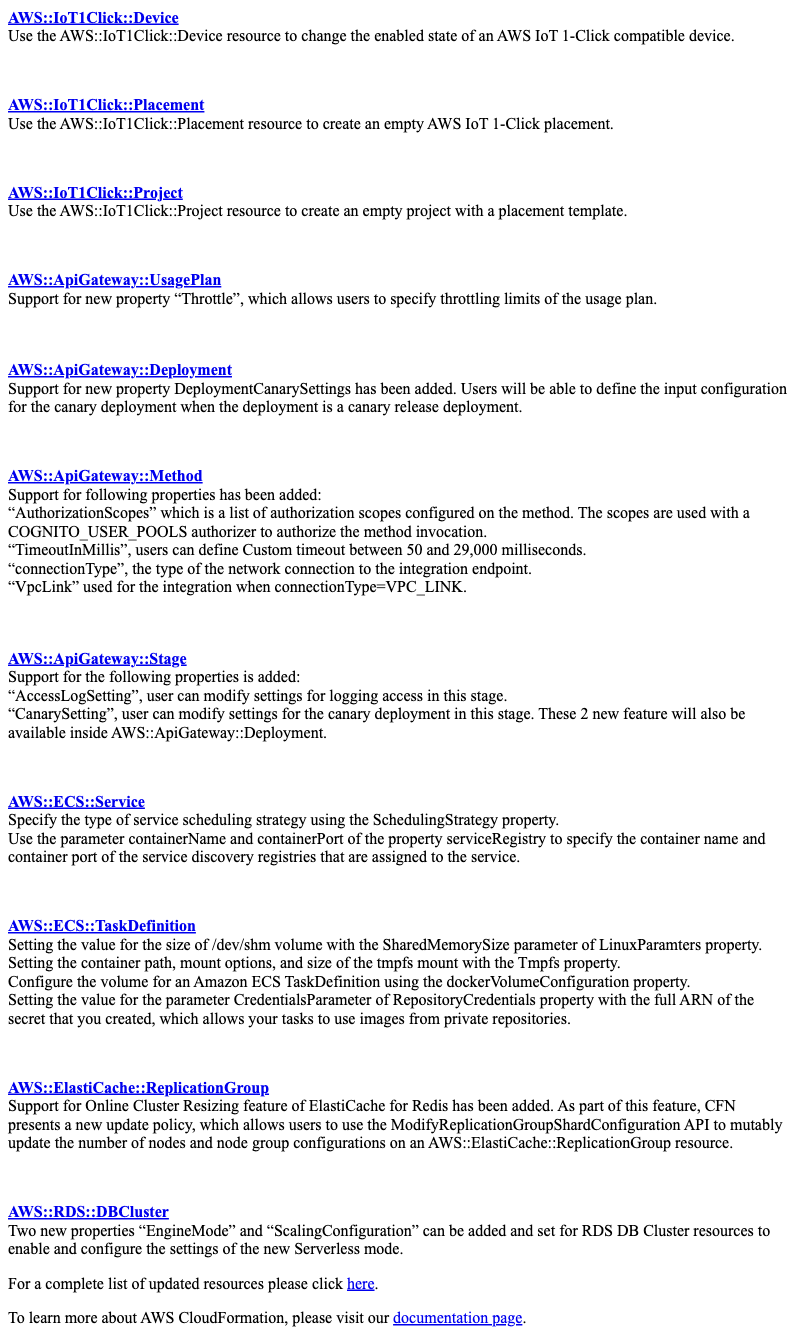 AWS::IoT1Click::Device
Use the AWS::IoT1Click::Device resource to change the enabled state of an AWS IoT 1-Click compatible device.
AWS::IoT1Click::Placement
Use the AWS::IoT1Click::Placement resource to create an empty AWS IoT 1-Click placement.
AWS::IoT1Click::Project
Use the AWS::IoT1Click::Project resource to create an empty project with a placement template.
AWS::ApiGateway::UsagePlan
Support for new property “Throttle”, which allows users to specify throttling limits of the usage plan.
AWS::ApiGateway::Deployment
Support for new property DeploymentCanarySettings has been added. Users will be able to define the input configuration
for the canary deployment when the deployment is a canary release deployment.
AWS::ApiGateway::Method
Support for following properties has been added:
“AuthorizationScopes” which is a list of authorization scopes configured on the method. The scopes are used with a
COGNITO_USER_POOLS authorizer to authorize the method invocation.
“TimeoutInMillis”, users can define Custom timeout between 50 and 29,000 milliseconds.
“connectionType”, the type of the network connection to the integration endpoint.
“VpcLink” used for the integration when connectionType=VPC_LINK.
AWS::ApiGateway::Stage
Support for the following properties is added:
“AccessLogSetting”, user can modify settings for logging access in this stage.
“CanarySetting”, user can modify settings for the canary deployment in this stage. These 2 new feature will also be
available inside AWS::ApiGateway::Deployment.
AWS::ECS::Service
Specify the type of service scheduling strategy using the SchedulingStrategy property.
Use the parameter containerName and containerPort of the property serviceRegistry to specify the container name and
container port of the service discovery registries that are assigned to the service.
AWS::ECS::TaskDefinition
Setting the value for the size of /dev/shm volume with the SharedMemorySize parameter of LinuxParamters property.
Setting the container path, mount options, and size of the tmpfs mount with the Tmpfs property.
Configure the volume for an Amazon ECS TaskDefinition using the dockerVolumeConfiguration property.
Setting the value for the parameter CredentialsParameter of RepositoryCredentials property with the full ARN of the
secret that you created, which allows your tasks to use images from private repositories.
AWS::ElastiCache::ReplicationGroup
Support for Online Cluster Resizing feature of ElastiCache for Redis has been added. As part of this feature, CFN
presents a new update policy, which allows users to use the ModifyReplicationGroupShardConfiguration API to mutably
update the number of nodes and node group configurations on an AWS::ElastiCache::ReplicationGroup resource.
AWS::RDS::DBCluster
Two new properties “EngineMode” and “ScalingConfiguration” can be added and set for RDS DB Cluster resources to
enable and configure the settings of the new Serverless mode.
For a complete list of updated resources please click here.
To learn more about AWS CloudFormation, please visit our documentation page.